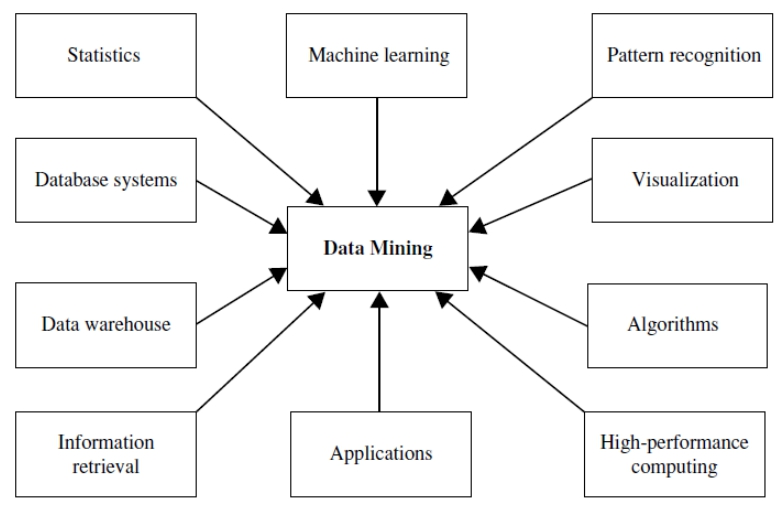 Statistics
Machine learning
Pattern recognition
Database systems
Visualization
Data Mining
Data warehouse
Algorithms
Information
retrieval
Applications
High-performance
computing